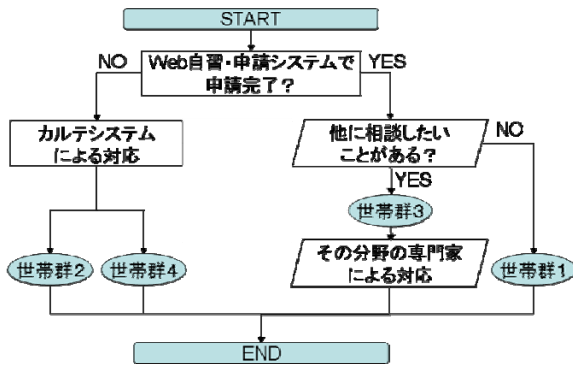 START
Web自習・申請システムで
申請完了？
NO
YES
カルテシステム
による対応
他に相談したい
ことがある？
NO
YES
世帯群3
その分野の専門家
による対応
世帯群2
世帯群4
世帯群1
END